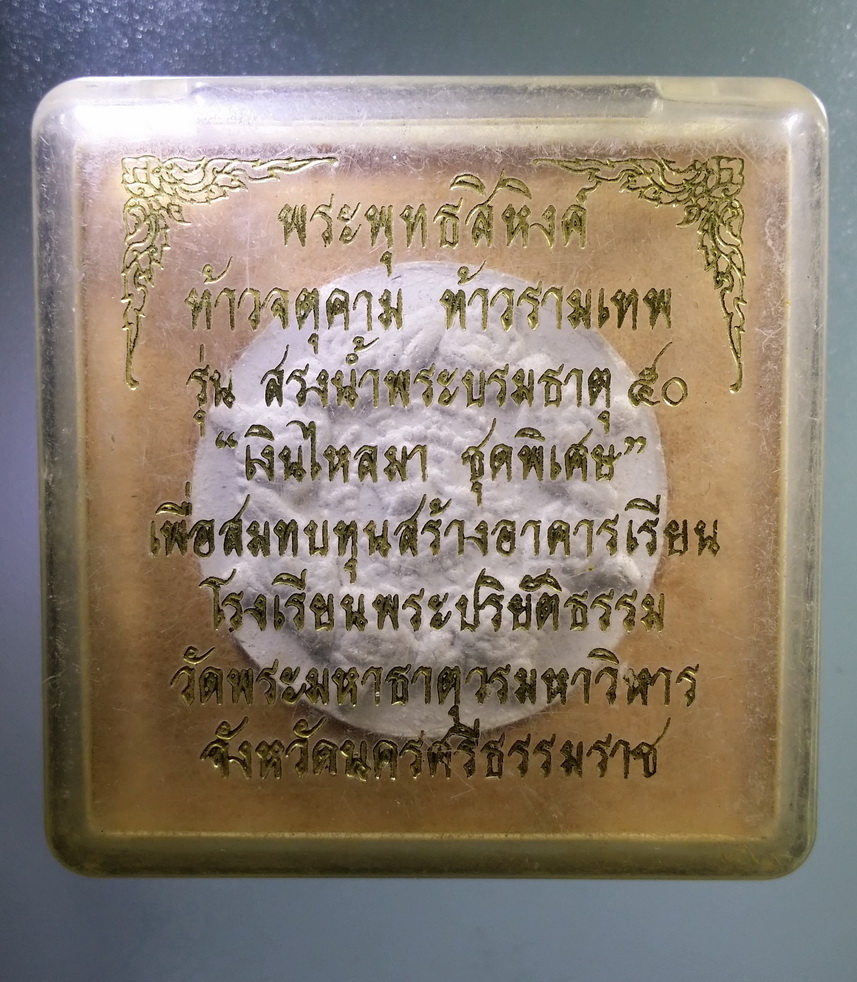 พระพุทธสิหิงค์
ท้าวจตุคาม ท้าวรามเทพ
รุ่น สรงน้ำพระบรมธาตุ ๕๐
“เงินไหลมา ชุดพิเศษ”
เพื่อสมทบทุนสร้างอาคารเรียน
โรงเรียนพระปริยัติธรรม
วัดพระมหาธาตุวรมหาวิหาร
จังหวัดนครศรีธรรมราช